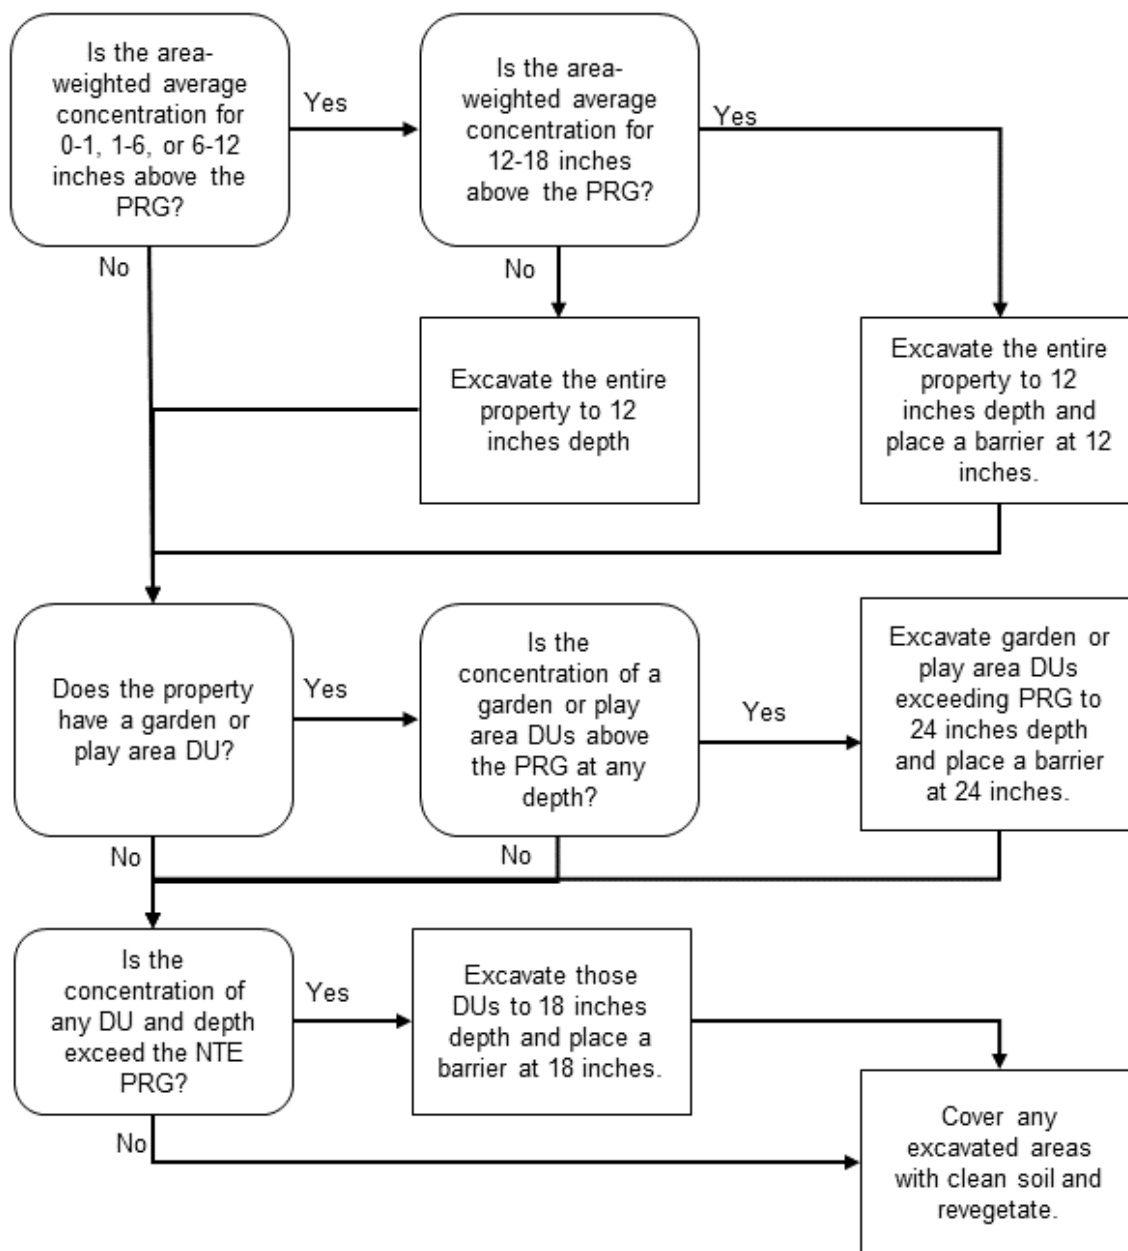 Is the area-
weighted average
concentration for
0-1, 1-6, or 6-12
inches above the
PRG?
Yes
Is the area-
weighted average
concentration for
12-18 inches
above the PRG?
Yes
No
No
Excavate the entire
property to 12
inches depth
Excavate the entire
property to 12
inches depth and
place a barrier at 12
inches.
Does the property
have a garden or
play area DU?
Yes
Is the
concentration of a
garden or play
area DUs above
the PRG at any
depth?
Yes
Excavate garden or
play area DUs
exceeding PRG to
24 inches depth
and place a barrier
at 24 inches.
No
No
Is the
concentration of
any DU and depth
exceed the NTE
PRG?
Yes
Excavate those
DUs to 18 inches
depth and place a
barrier at 18 inches.
No
Cover any
excavated areas
with clean soil and
revegetate.